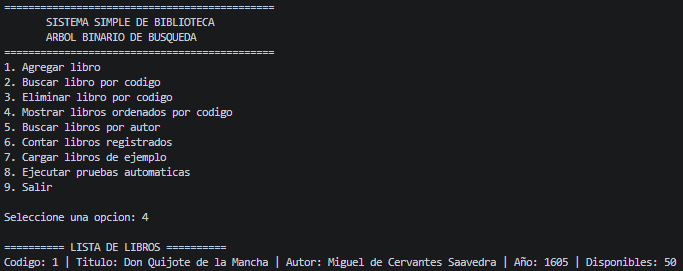 =============================================
SISTEMA SIMPLE DE BIBLIOTECA
ARBOL BINARIO DE BUSQUEDA
=============================================
1. Agregar libro
2. Buscar libro por codigo
3. Eliminar libro por codigo
4. Mostrar libros ordenados por codigo
5. Buscar libros por autor
6. Contar libros registrados
7. Cargar libros de ejemplo
8. Ejecutar pruebas automaticas
9. Salir
Seleccione una opcion: 4
========== LISTA DE LIBROS ==========
Codigo: 1 | Titulo: Don Quijote de la Mancha | Autor: Miguel de Cervantes Saavedra | Año: 1605 | Disponibles: 50